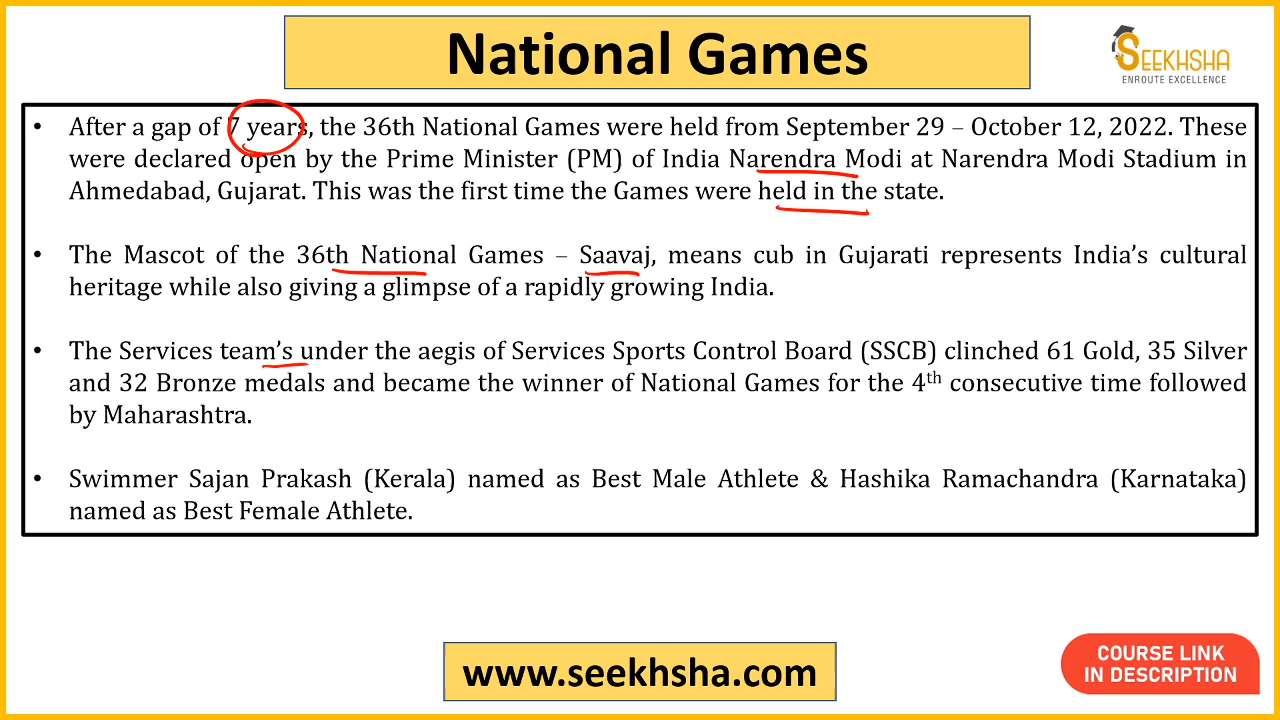 National Games
SEEKHSHA
ENROUTE EXCELLENCE
• After a gap of 7 years, the 36th National Games were held from September 29 – October 12, 2022. These
were declared open by the Prime Minister (PM) of India Narendra Modi at Narendra Modi Stadium in
Ahmedabad, Gujarat. This was the first time the Games were held in the state.
• The Mascot of the 36th National Games – Saavaj, means cub in Gujarati represents India’s cultural
heritage while also giving a glimpse of a rapidly growing India.
• The Services team’s under the aegis of Services Sports Control Board (SSCB) clinched 61 Gold, 35 Silver
and 32 Bronze medals and became the winner of National Games for the 4th consecutive time followed
by Maharashtra.
• Swimmer Sajan Prakash (Kerala) named as Best Male Athlete & Hashika Ramachandra (Karnataka)
named as Best Female Athlete.
www.seekhsha.com
COURSE LINK
IN DESCRIPTION